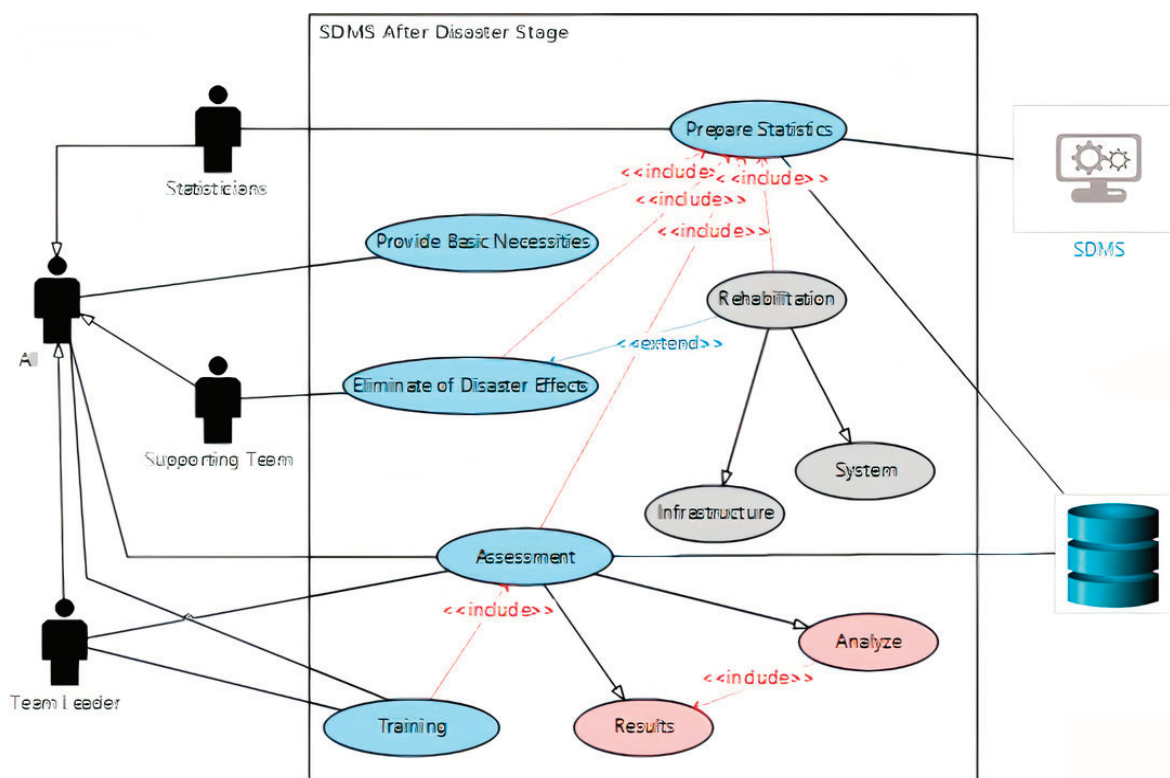 SDMS After Disaster Stage
Prepare Statistics
Statisticians
<<include>>
<<include>>
<<include>>
<<include>>
Provide Basic Necessities
SDMS
Rehabilitation
<<extend>>
All
Eliminate of Disaster Effects
Supporting Team
System
Infrastructure
Assessment
<<include>>
Analyze
<<include>>
Team Leader
Training
Results